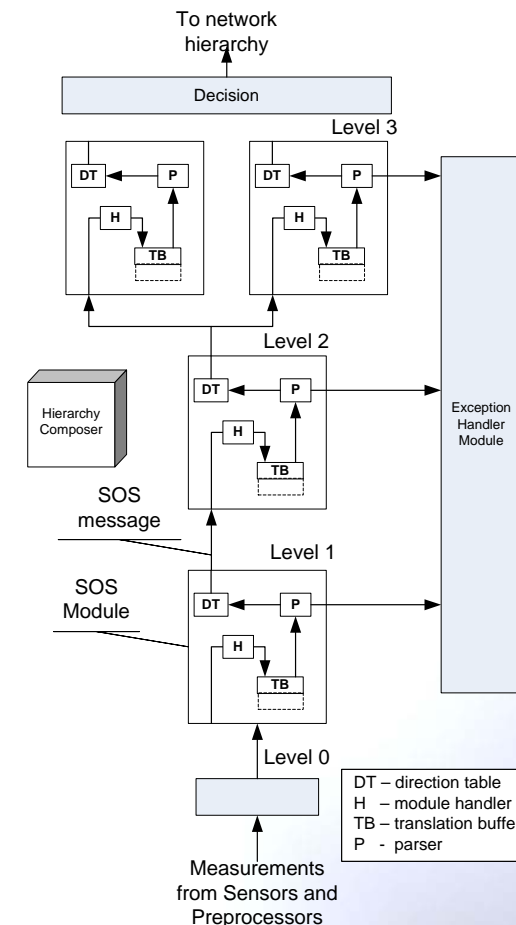 To network
hierarchy
Decision
Level 3
DT
P
H
TB
DT
P
H
TB
Level 2
DT
P
H
TB
Hierarchy
Composer
Exception
Handler
Module
SOS
message
Level 1
SOS
Module
DT
P
H
TB
Level 0
DT – direction table
H – module handler
TB – translation buffe
P - parser
Measurements
from Sensors and
Preprocessors